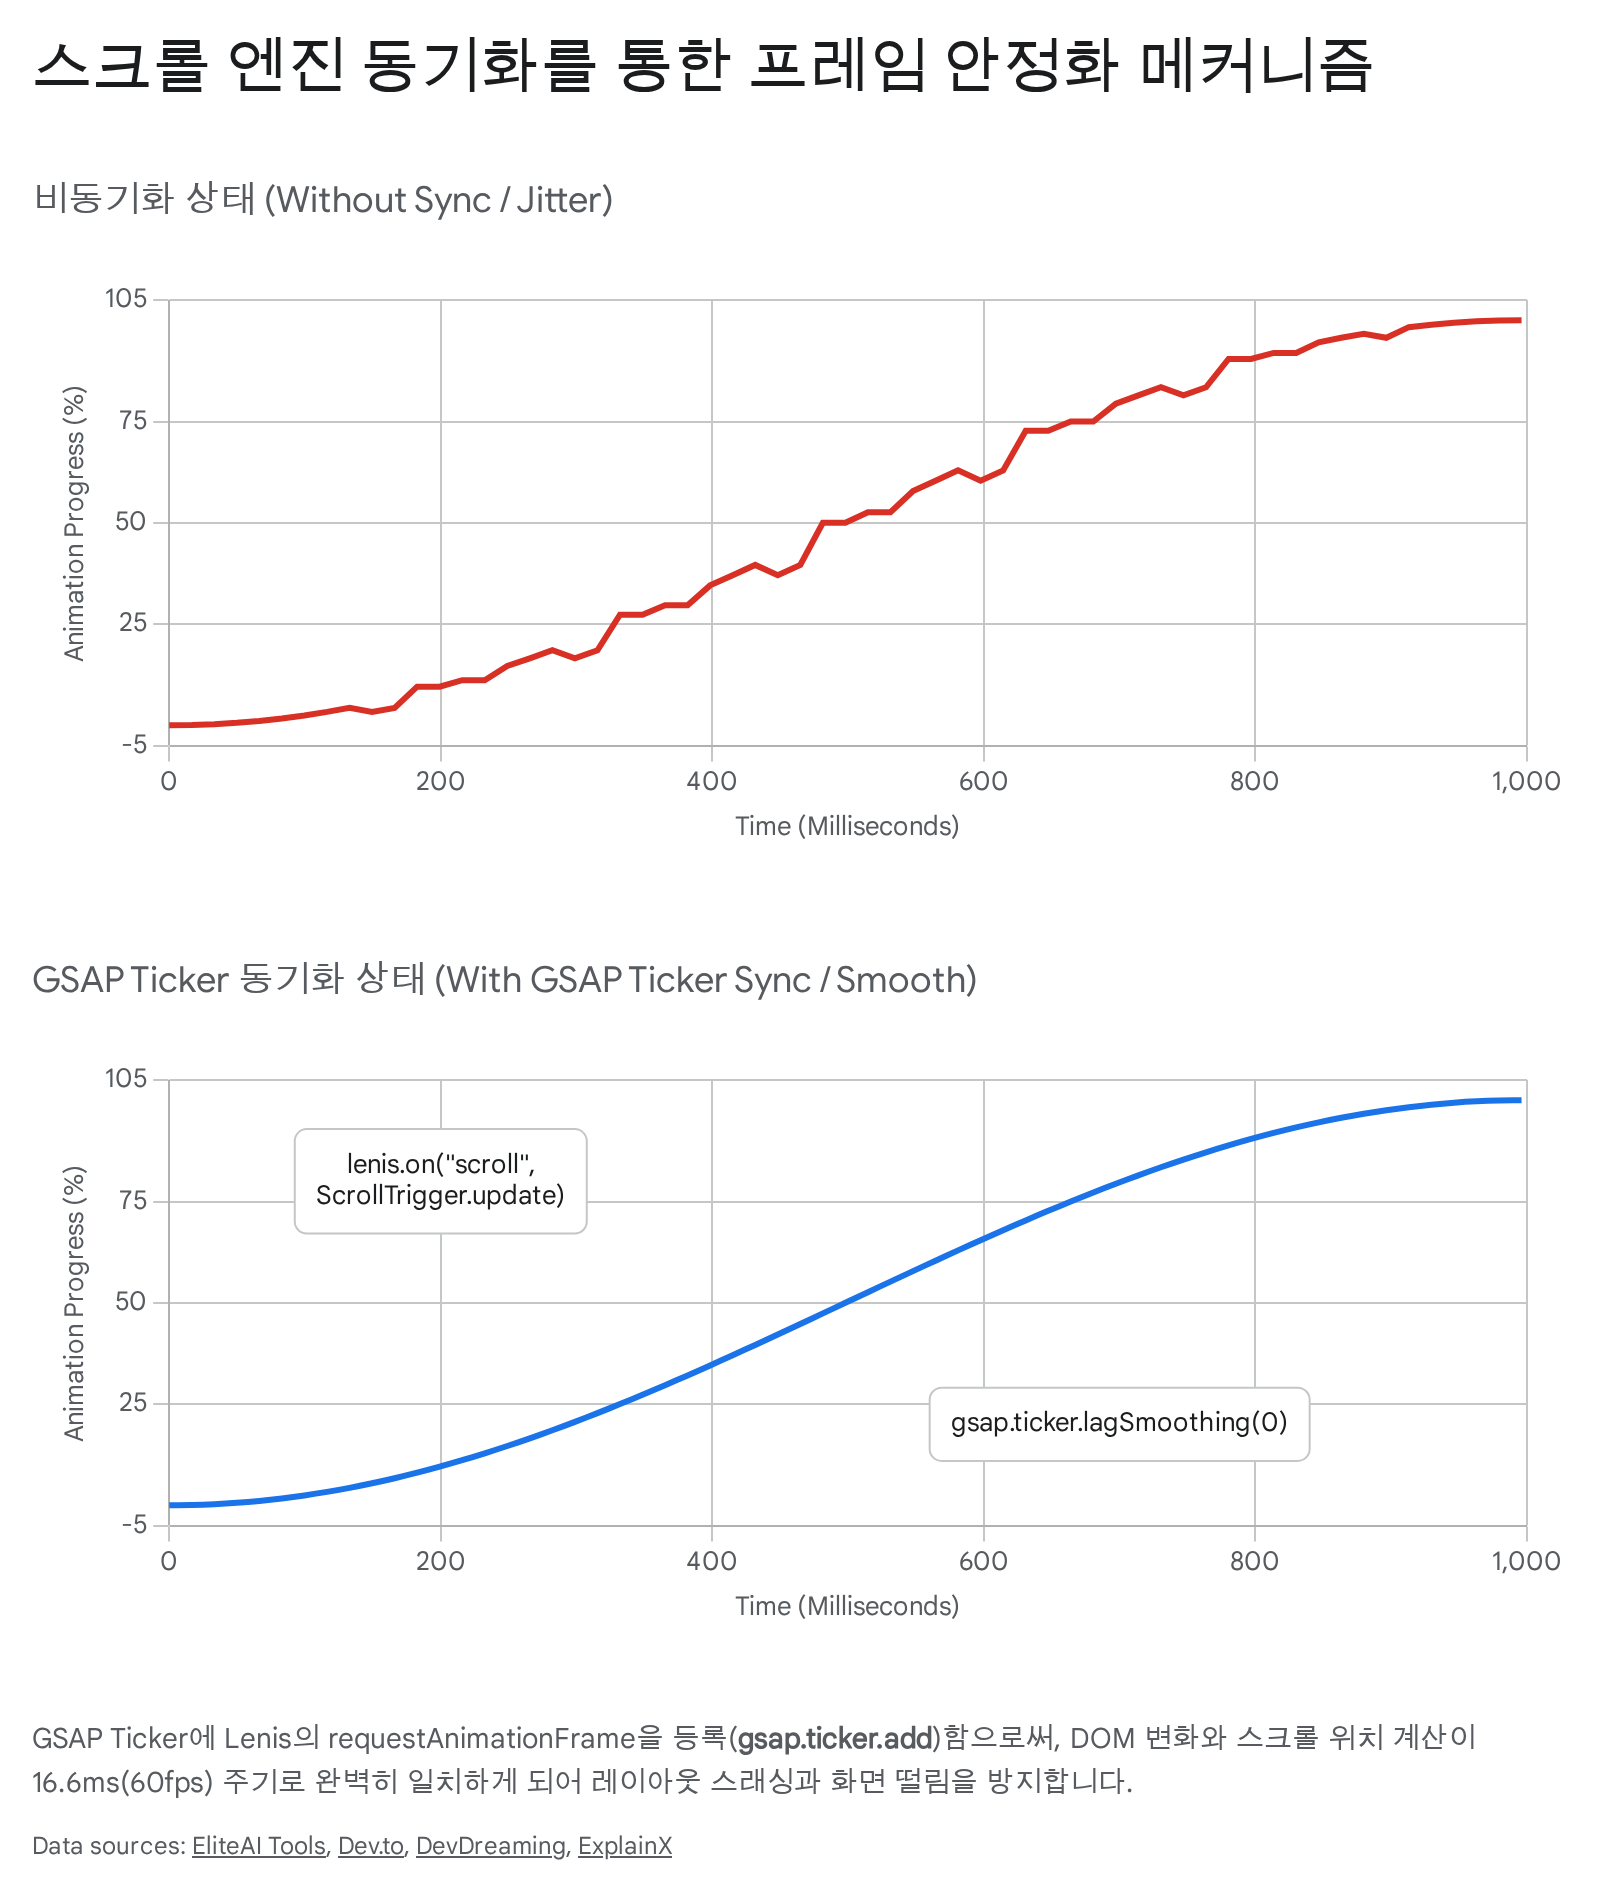 스크롤 엔진 동기화를 통한 프레임 안정화 메커니즘
비동기화 상태 (Without Sync / Jitter)
105
75
50
25
-5
Animation Progress (%)
0 200 400 600 800 1,000
Time (Milliseconds)
GSAP Ticker 동기화 상태 (With GSAP Ticker Sync / Smooth)
105
75
50
25
-5
Animation Progress (%)
lenis.on("scroll",
ScrollTrigger.update)
gsap.ticker.lagSmoothing(0)
0 200 400 600 800 1,000
Time (Milliseconds)
GSAP Ticker에 Lenis의 requestAnimationFrame을 등록(gsap.ticker.add)함으로써, DOM 변화와 스크롤 위치 계산이
16.6ms(60fps) 주기로 완벽히 일치하게 되어 레이아웃 스래싱과 화면 떨림을 방지합니다.
Data sources: EliteAI Tools, Dev.to, DevDreaming, ExplainX